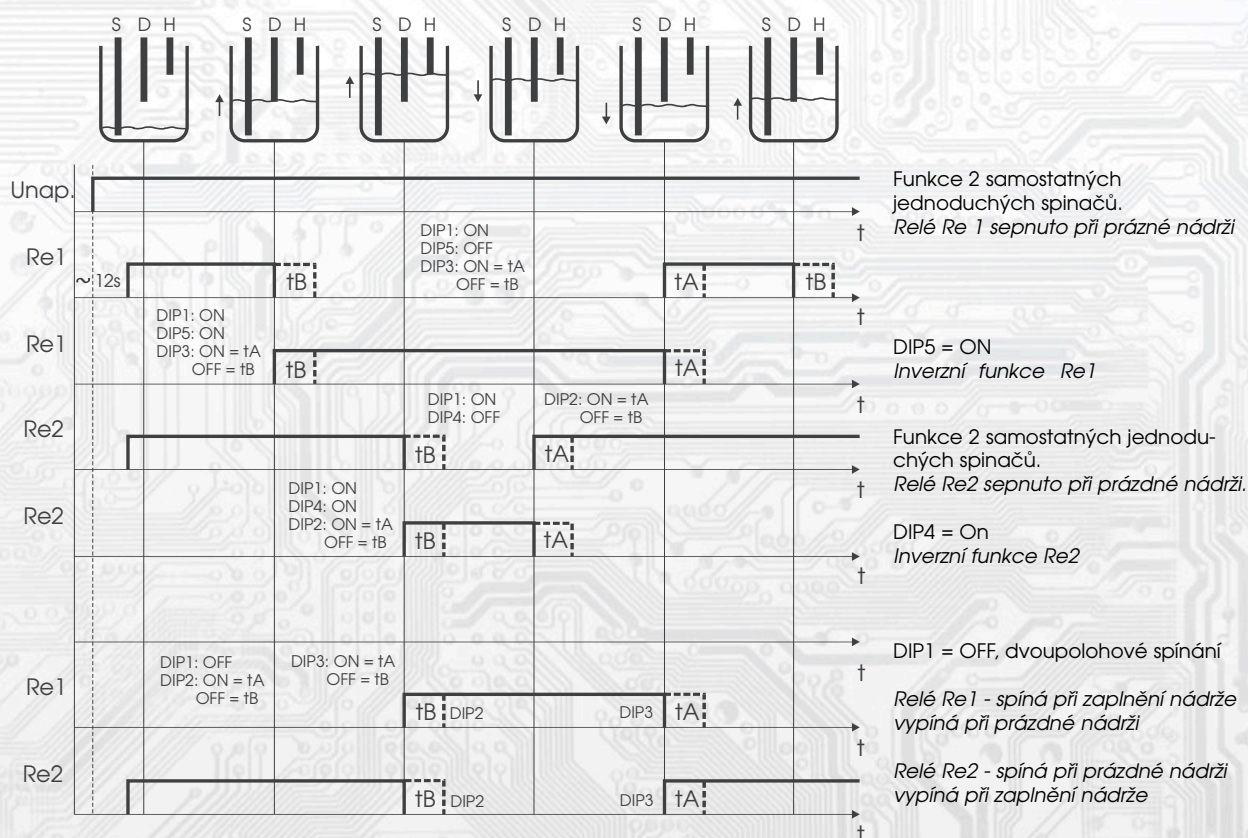 S D H S D H S D H S D H S D H S D H
Unap.
Funkce 2 samostatných
jednoduchých spinačů.
Relé Re 1 sepnuto při prázné nádrži
t
Re1
~ 12s
tB
DIP1: ON
DIP5: OFF
DIP3: ON = tA
OFF = tB
tA
tB
t
Re1
DIP1: ON
DIP5: ON
DIP3: ON = tA
OFF = tB
tB
tA
DIP5 = ON
Inverzní funkce Re1
t
Re2
DIP1: ON
DIP4: OFF
DIP2: ON = tA
OFF = tB
tB
tA
Funkce 2 samostatných jednodu-
chých spinačů.
Relé Re2 sepnuto při prázdné nádrži.
t
Re2
DIP1: ON
DIP4: ON
DIP2: ON = tA
OFF = tB
tB
tA
DIP4 = On
Inverzní funkce Re2
t
DIP1 = OFF, dvoupolohové spínání
t
Re1
DIP1: OFF
DIP2: ON = tA
OFF = tB
DIP3: ON = tA
OFF = tB
tB DIP2
DIP3 tA
Relé Re1 - spíná při zaplnění nádrže
vypíná při prázdné nádrži
t
Re2
tB DIP2
DIP3 tA
Relé Re2 - spíná při prázdné nádrži
vypíná při zaplnění nádrže
t